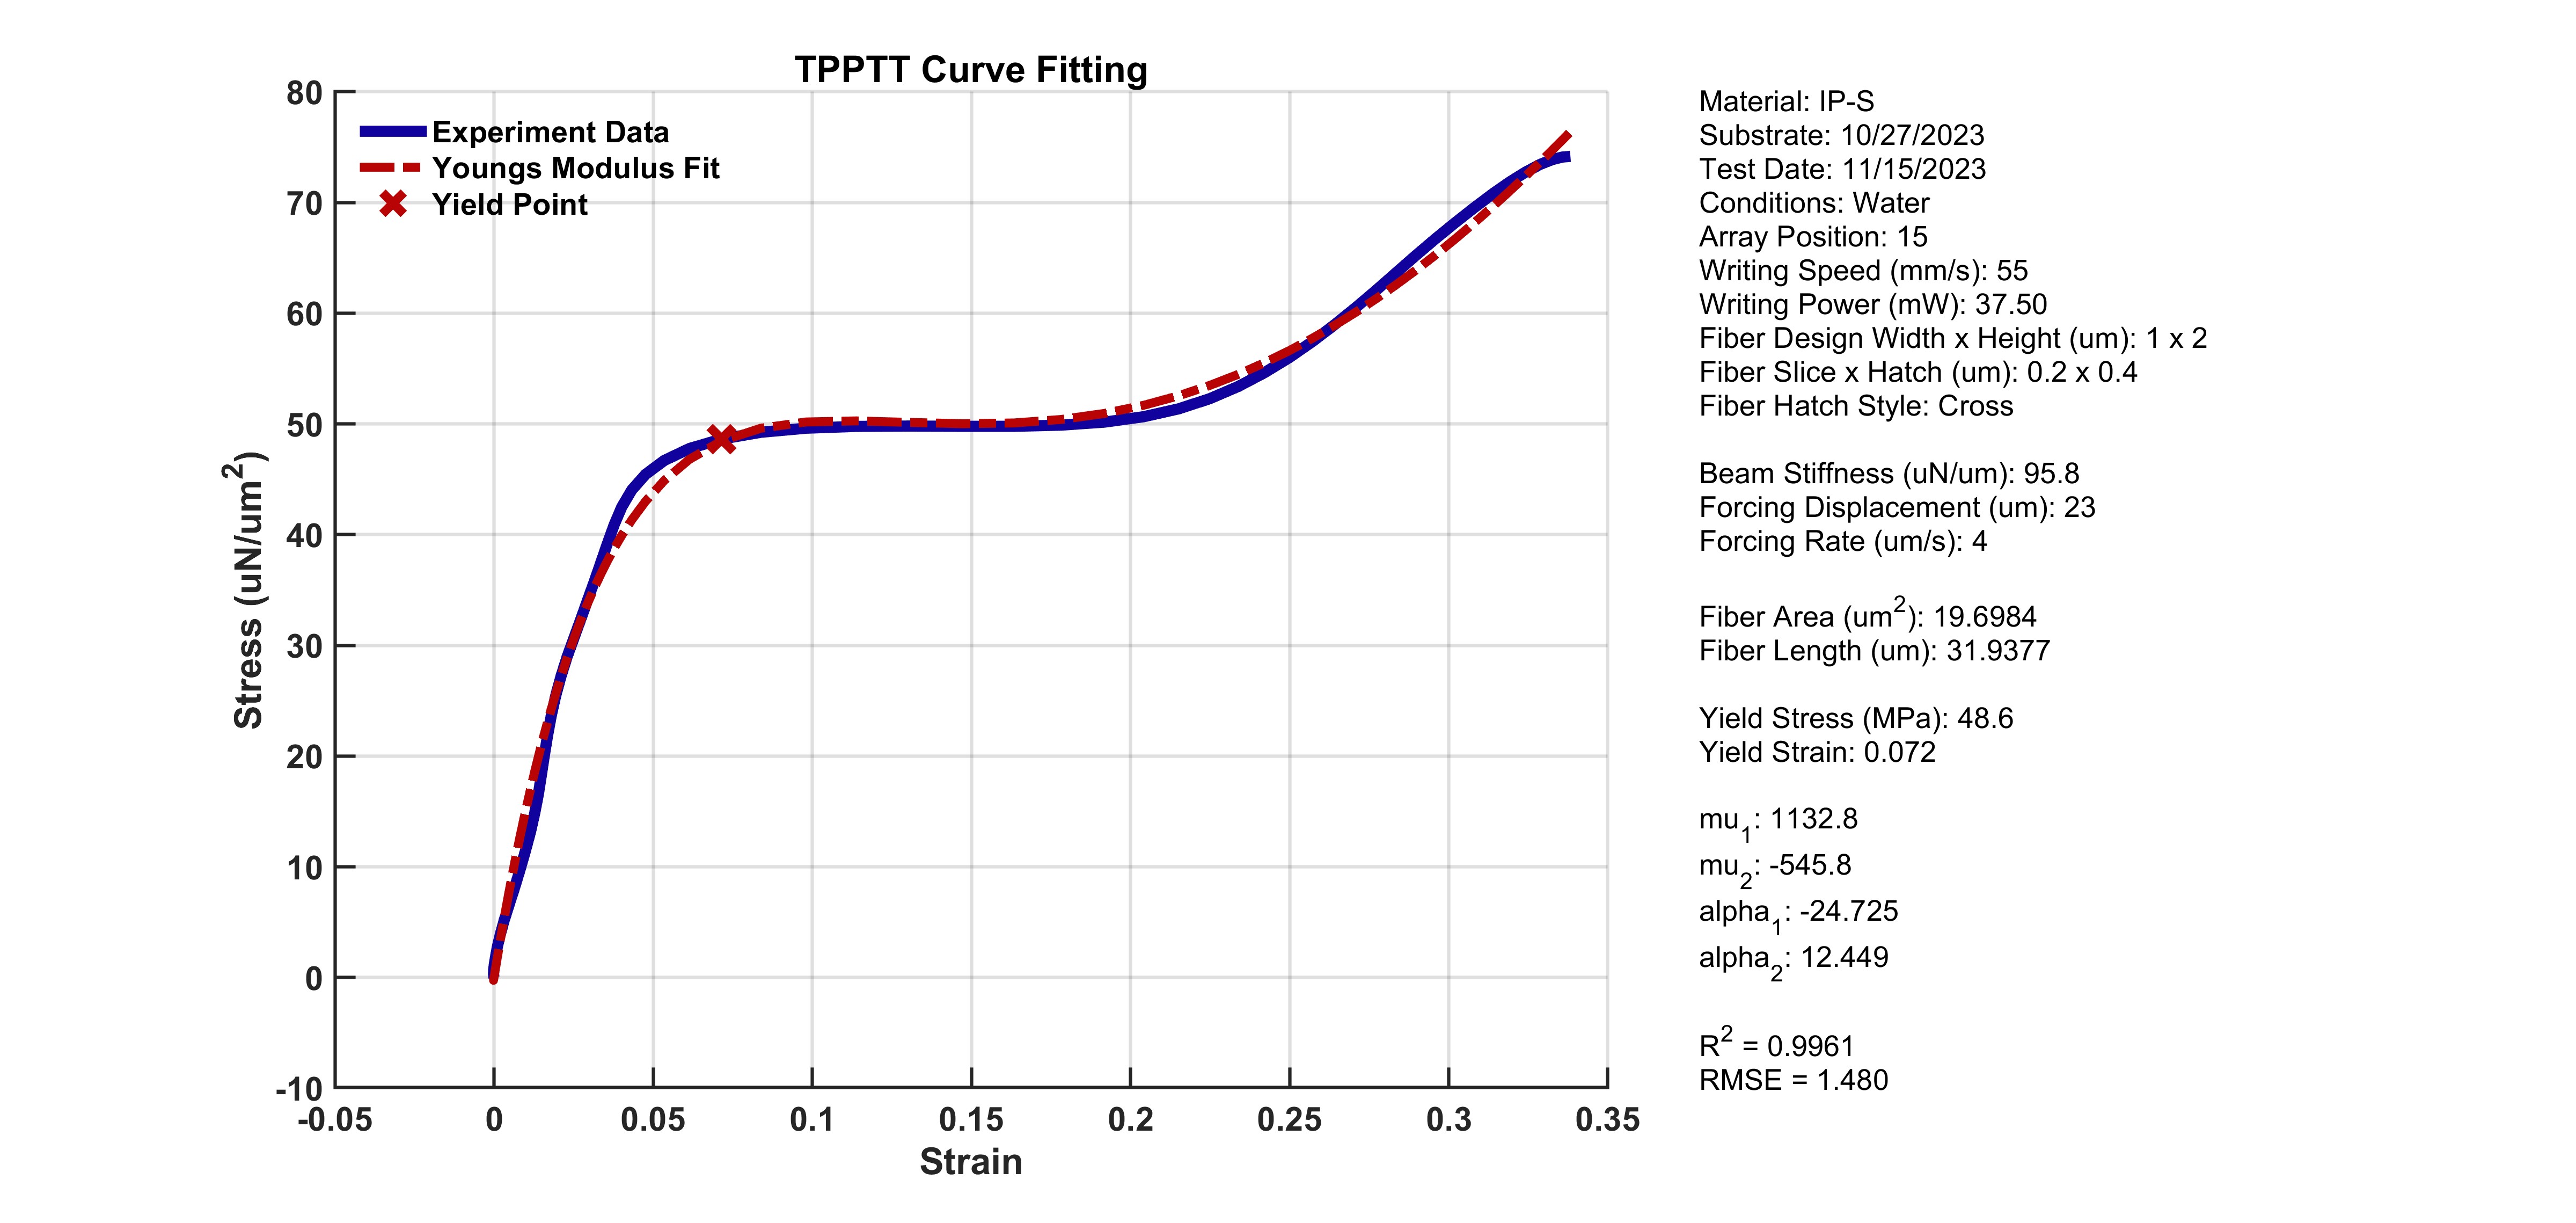 TPPTT Curve Fitting
80
70
60
50
40
30
20
10
0
-10
Stress (uN/um²)
Experiment Data
Youngs Modulus Fit
Yield Point
-0.05 0 0.05 0.1 0.15 0.2 0.25 0.3 0.35
Strain
Material: IP-S
Substrate: 10/27/2023
Test Date: 11/15/2023
Conditions: Water
Array Position: 15
Writing Speed (mm/s): 55
Writing Power (mW): 37.50
Fiber Design Width x Height (um): 1 x 2
Fiber Slice x Hatch (um): 0.2 x 0.4
Fiber Hatch Style: Cross
Beam Stiffness (uN/um): 95.8
Forcing Displacement (um): 23
Forcing Rate (um/s): 4
Fiber Area (um²): 19.6984
Fiber Length (um): 31.9377
Yield Stress (MPa): 48.6
Yield Strain: 0.072
mu₁: 1132.8
mu₂: -545.8
alpha₁: -24.725
alpha₂: 12.449
R² = 0.9961
RMSE = 1.480